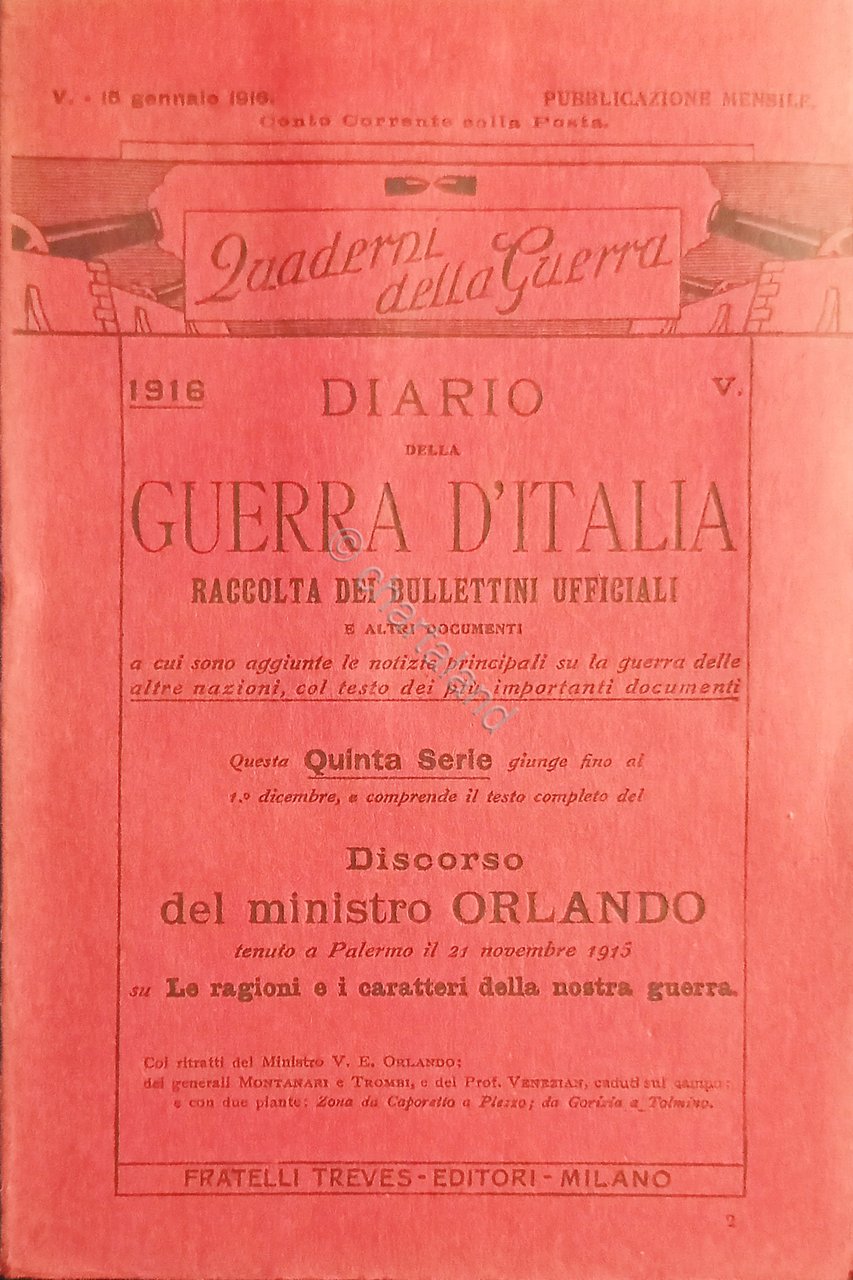 V. - 15 gennaio 1916. PUBBLICAZIONE MENSILE.
Conto Corrente colla Posta.
Quaderni
della Guerra
1916 DIARIO V.
DELLA
GUERRA D'ITALIA
RACCOLTA DEI BULLETTINI UFFICIALI
E ALTRI DOCUMENTI
a cui sono aggiunte le notizie principali su la guerra delle
altre nazioni, col testo dei più importanti documenti
Questa Quinta Serie giunge fino al
1.º dicembre, e comprende il testo completo del
Discorso
del ministro ORLANDO
tenuto a Palermo il 21 novembre 1915
su Le ragioni e i caratteri della nostra guerra.
Coi ritratti del Ministro V. E. ORLANDO;
dei generali MONTANARI e TROMBI, e del Prof. VENEZIAN, caduti sul campo;
e con due piante: Zona da Caporetto a Plezzo; da Gorizia a Tolmino.
FRATELLI TREVES - EDITORI - MILANO
2
© chartaland